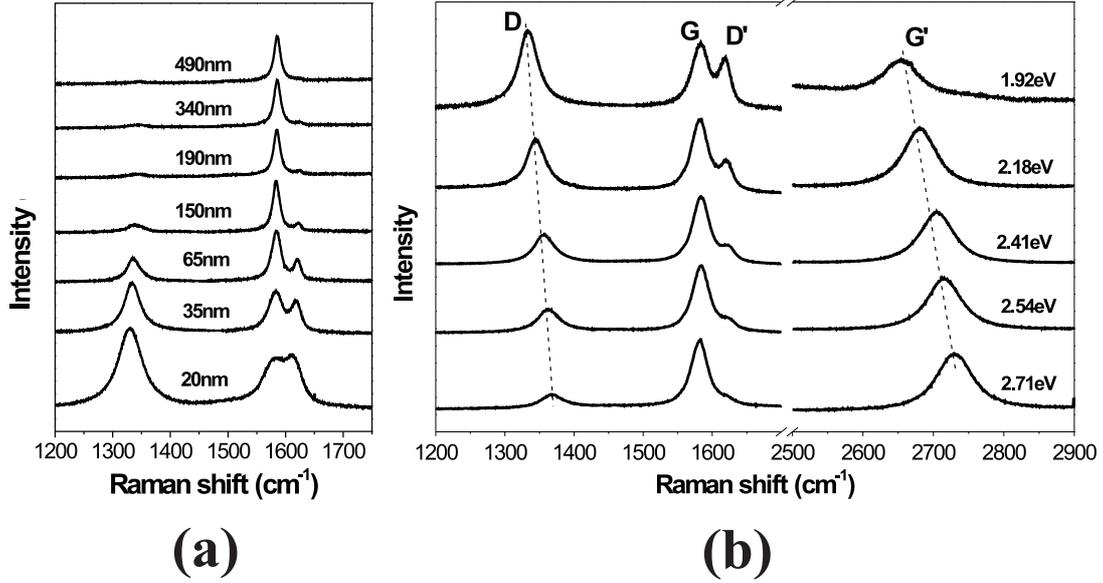 490nm
340nm
190nm
150nm
65nm
35nm
20nm
Intensity
1200 1300 1400 1500 1600 1700
Raman shift (cm-1)
(a)
D G D' G'
1.92eV
2.18eV
2.41eV
2.54eV
2.71eV
Intensity
1200 1300 1400 1500 1600 2500 2600 2700 2800 2900
Raman shift (cm-1)
(b)